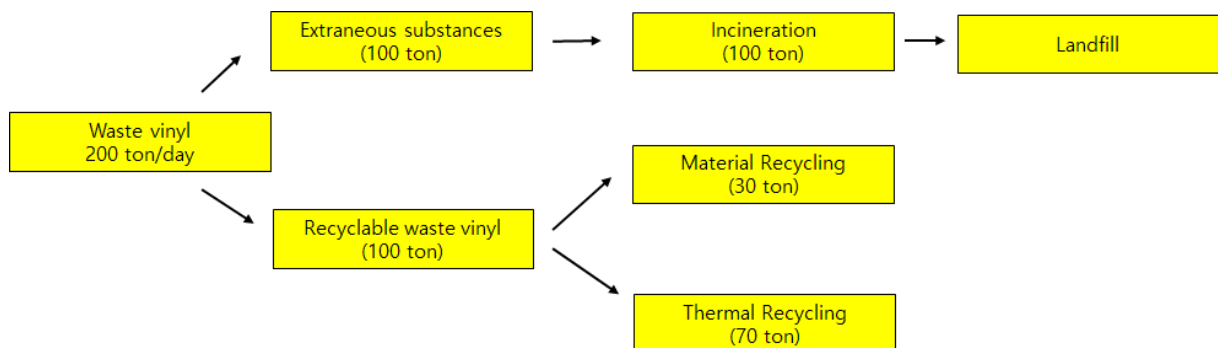 Extraneous substances
(100 ton)
Incineration
(100 ton)
Landfill
Waste vinyl
200 ton/day
Material Recycling
(30 ton)
Recyclable waste vinyl
(100 ton)
Thermal Recycling
(70 ton)